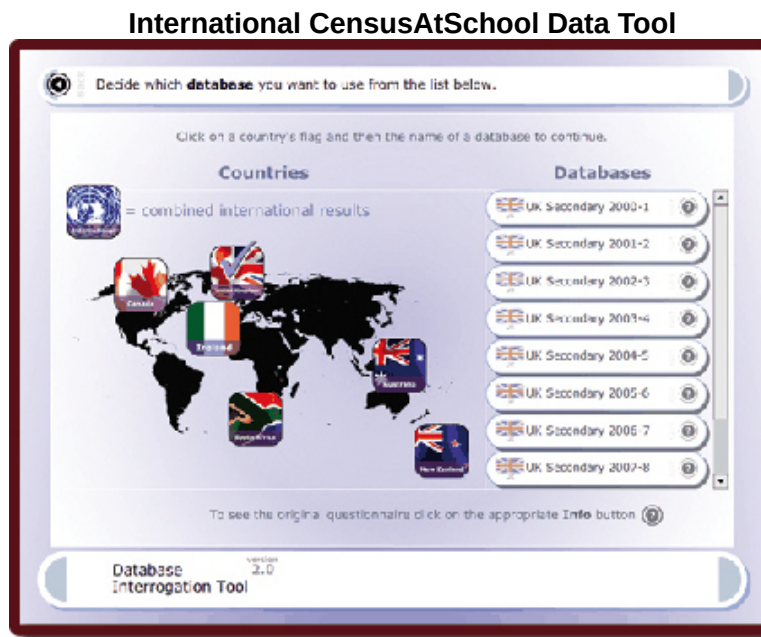 International CensusAtSchool Data Tool
Decide which database you want to use from the list below.
Click on a country's flag and then the name of a database to continue.
Countries
Databases
= combined international results
UK Secondary 2000-1
UK Secondary 2001-2
UK Secondary 2002-3
UK Secondary 2003-4
UK Secondary 2004-5
UK Secondary 2005-6
UK Secondary 2006-7
UK Secondary 2007-8
Canada
Ireland
Australia
South Africa
New Zealand
To see the original questionnaire click on the appropriate Info button
Database
Interrogation Tool
version
2.0